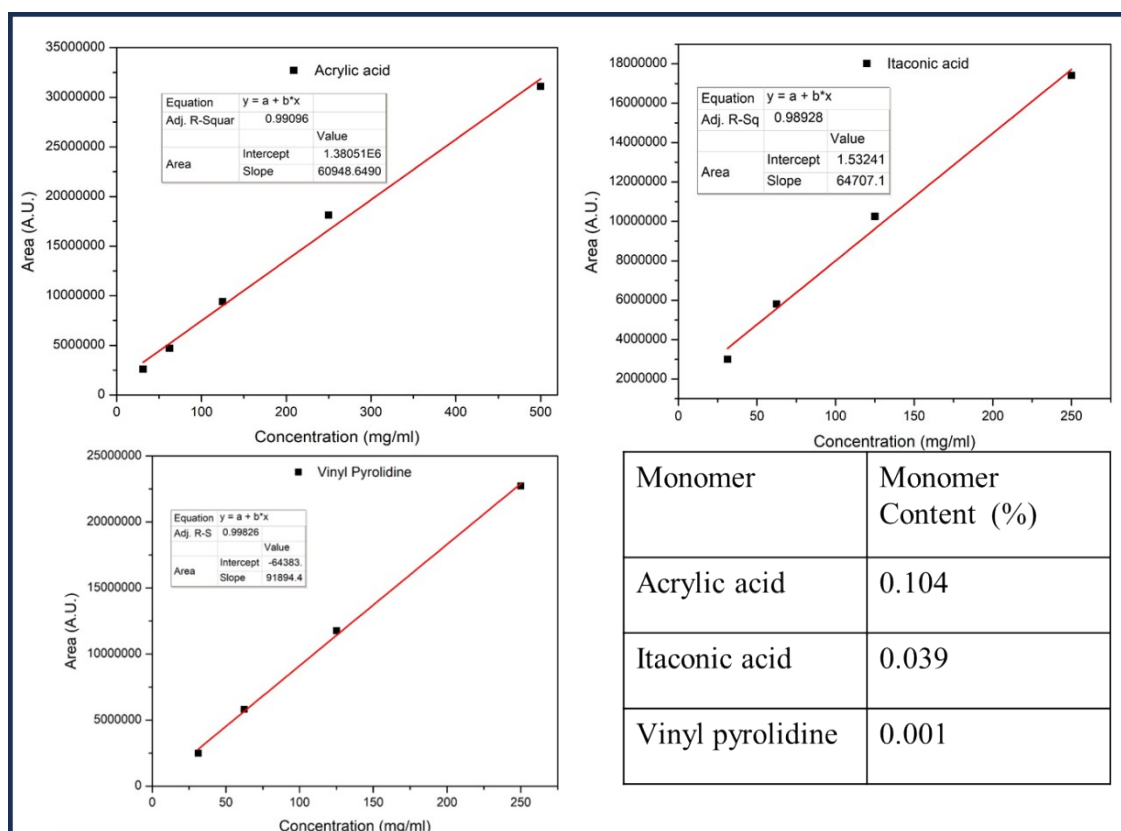 Acrylic acid
Equation y = a + b*x
Adj. R-Squar 0.99096
Value
Area
Intercept 1.38051E6
Slope 60948.6490
35000000
30000000
25000000
20000000
15000000
10000000
5000000
0
Area (A.U.)
0 100 200 300 400 500
Concentration (mg/ml)
Itaconic acid
Equation y = a + b*x
Adj. R-Sq 0.98928
Value
Area
Intercept 1.53241
Slope 64707.1
18000000
16000000
14000000
12000000
10000000
8000000
6000000
4000000
2000000
Area (A.U.)
0 50 100 150 200 250
Concentration (mg/ml)
Vinyl Pyrolidine
Equation y = a + b*x
Adj. R-S 0.99826
Value
Area
Intercept -64383.
Slope 91894.4
25000000
20000000
15000000
10000000
5000000
0
Area (A.U.)
0 50 100 150 200 250
Concentration (mg/ml)
Monomer Monomer
Content (%)
Acrylic acid 0.104
Itaconic acid 0.039
Vinyl pyrolidine 0.001